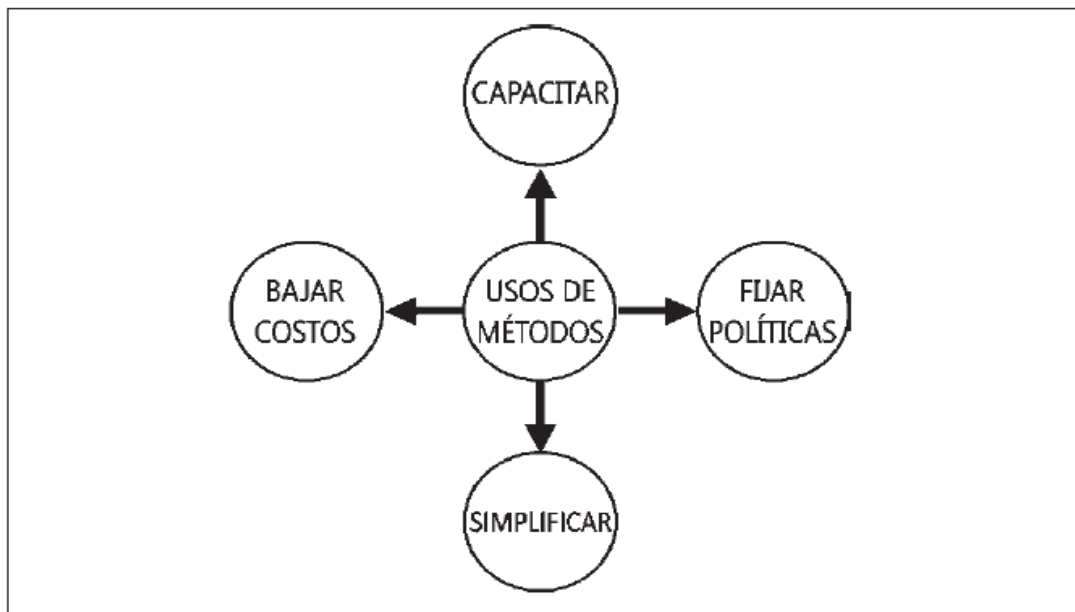 CAPACITAR
BAJAR
COSTOS
USOS DE
MÉTODOS
FIJAR
POLÍTICAS
SIMPLIFICAR